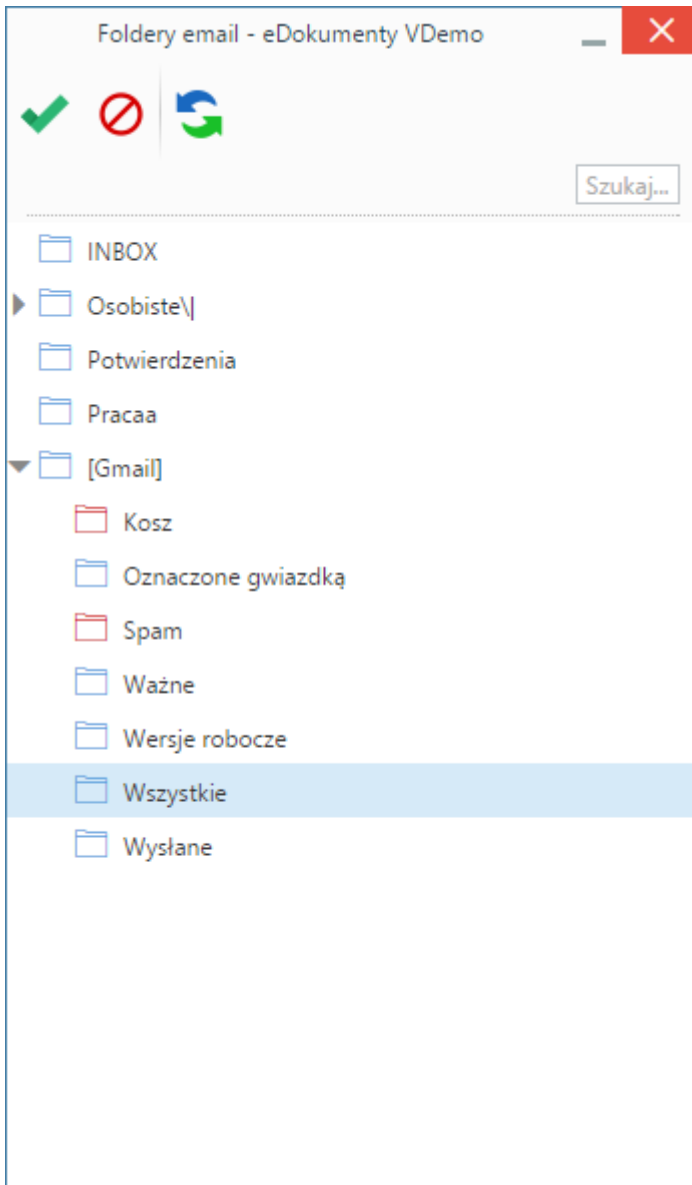 Foldery email - eDokumenty VDemo
Szukaj...
INBOX
Osobiste\|
Potwierdzenia
Pracaa
[Gmail]
Kosz
Oznaczone gwiazdką
Spam
Ważne
Wersje robocze
Wszystkie
Wysłane